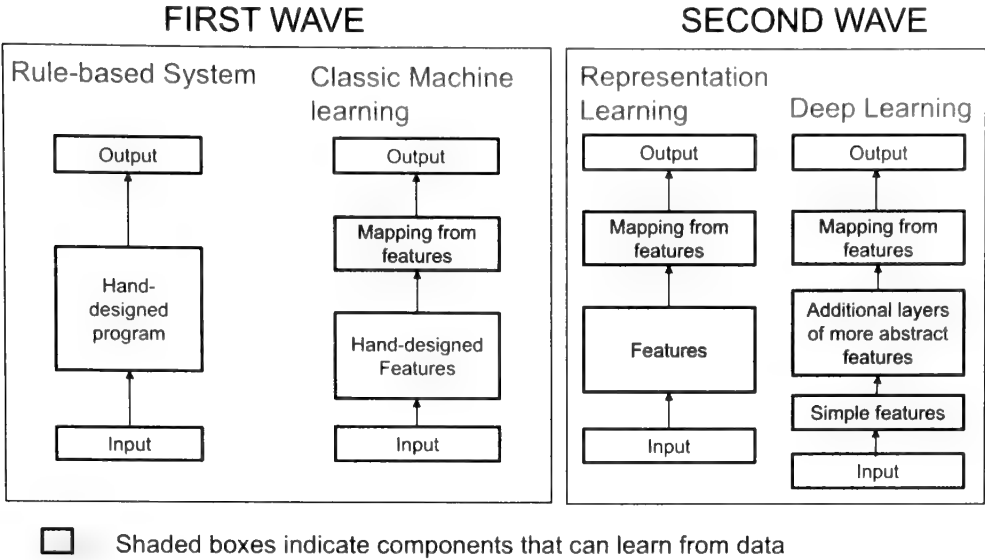 FIRST WAVE
Rule-based System
Output
Hand-
designed
program
Input
Classic Machine
learning
Output
Mapping from
features
Hand-designed
Features
Input
SECOND WAVE
Representation
Learning
Output
Mapping from
features
Features
Input
Deep Learning
Output
Mapping from
features
Additional layers
of more abstract
features
Simple features
Input
Shaded boxes indicate components that can learn from data